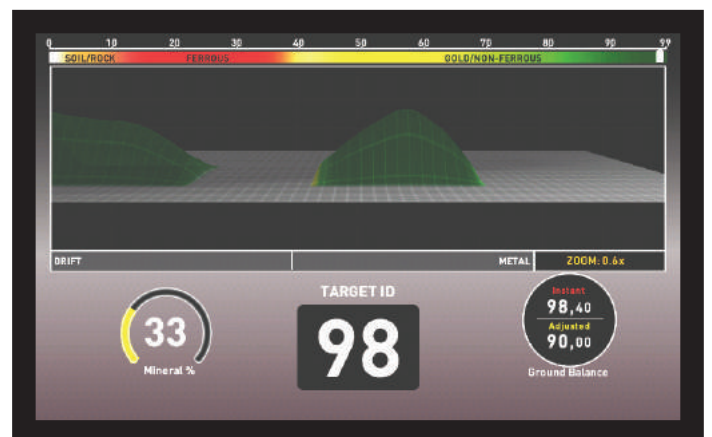 0 10 20 30 40 50 60 70 80 90 99
SOIL/ROCK FERROUS GOLD/NON-FERROUS
DRIFT METAL ZOOM: 0.6x
TARGET ID
98
33
Mineral %
Instant
98,40
Adjusted
90,00
Ground Balance